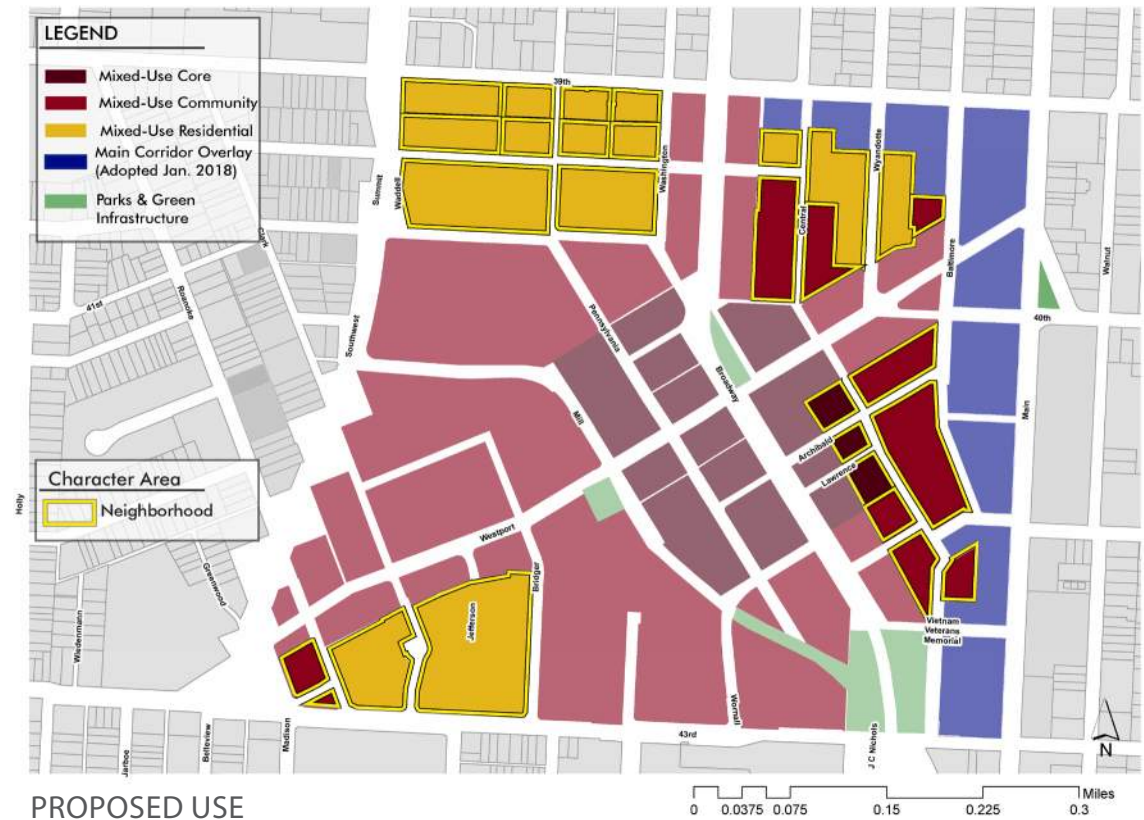 LEGEND
Mixed-Use Core
Mixed-Use Community
Mixed-Use Residential
Main Corridor Overlay
(Adopted Jan. 2018)
Parks & Green
Infrastructure
39th
Summit
Waddell
Washington
Wyandotte
Central
Clark
Baltimore
Walnut
41st
Roanoke
Southwest
Pennsylvania
40th
Broadway
Mill
Main
Archibald
Lawrence
Character Area
Neighborhood
Holly
Westport
Greenwood
Bridger
Jefferson
Wiedenmann
Vietnam
Veterans
Memorial
Madison
Belleview
Jarboe
Wornall
43rd
J C Nichols
N
PROPOSED USE
Miles
0 0.0375 0.075 0.15 0.225 0.3